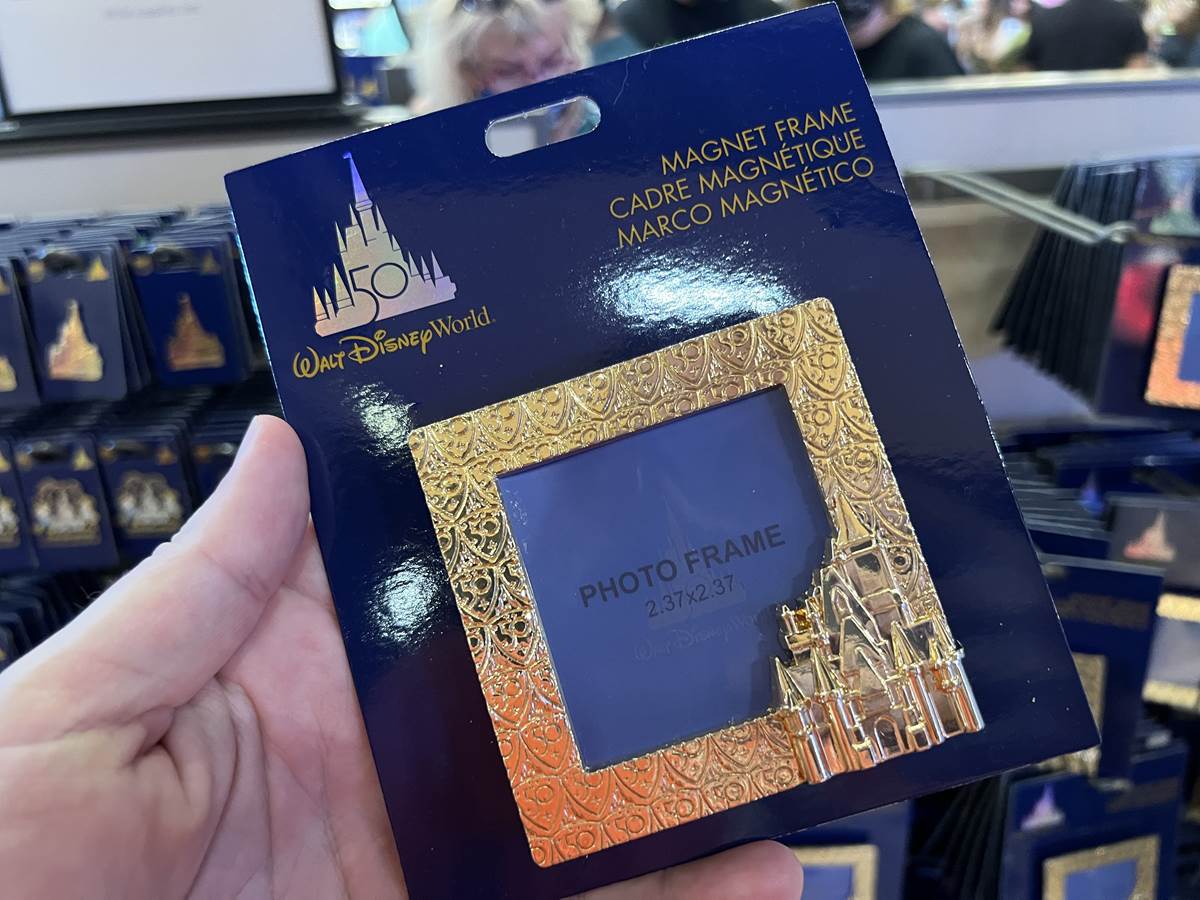 50
Walt Disney World.
MAGNET FRAME
CADRE MAGNÉTIQUE
MARCO MAGNÉTICO
PHOTO FRAME
2.37x2.37
Walt Disney World